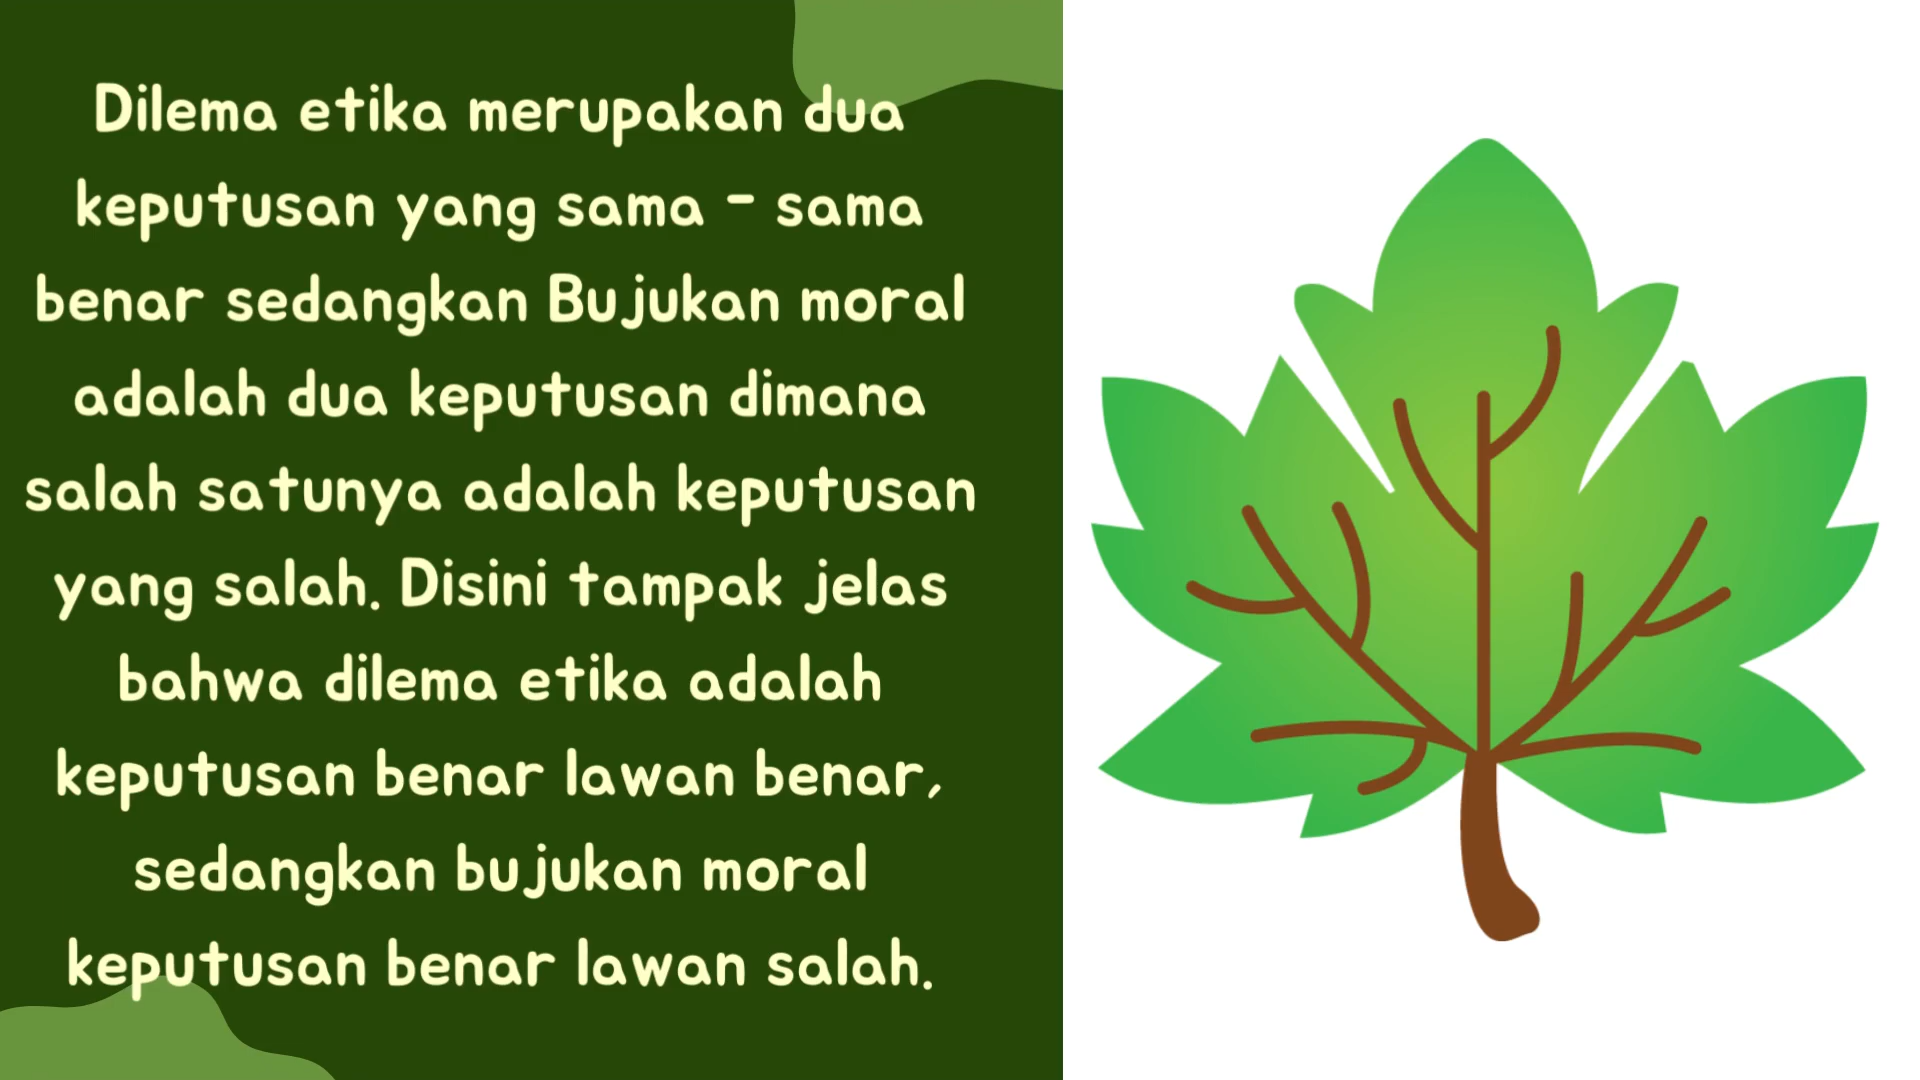 Dilema etika merupakan dua
keputusan yang sama - sama
benar sedangkan Bujukan moral
adalah dua keputusan dimana
salah satunya adalah keputusan
yang salah. Disini tampak jelas
bahwa dilema etika adalah
keputusan benar lawan benar,
sedangkan bujukan moral
keputusan benar lawan salah.